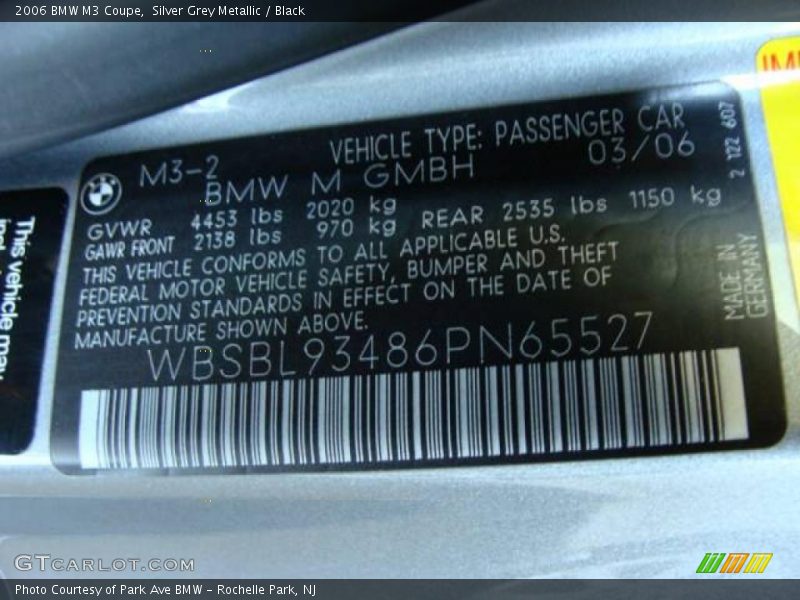 2006 BMW M3 Coupe,  Silver Grey Metallic / Black
IMP
This vehicle may
incl
M3-2
VEHICLE TYPE: PASSENGER CAR
BMW M GMBH
03/06
2 122 607
GVWR 4453 lbs 2020 kg
GAWR FRONT 2138 lbs 970 kg REAR 2535 lbs 1150 kg
THIS VEHICLE CONFORMS TO ALL APPLICABLE U.S.
FEDERAL MOTOR VEHICLE SAFETY, BUMPER AND THEFT
PREVENTION STANDARDS IN EFFECT ON THE DATE OF
MANUFACTURE SHOWN ABOVE.
MADE IN
GERMANY
WBSBL93486PN65527
GTCARLOT.COM
Photo Courtesy of Park Ave BMW - Rochelle Park, NJ